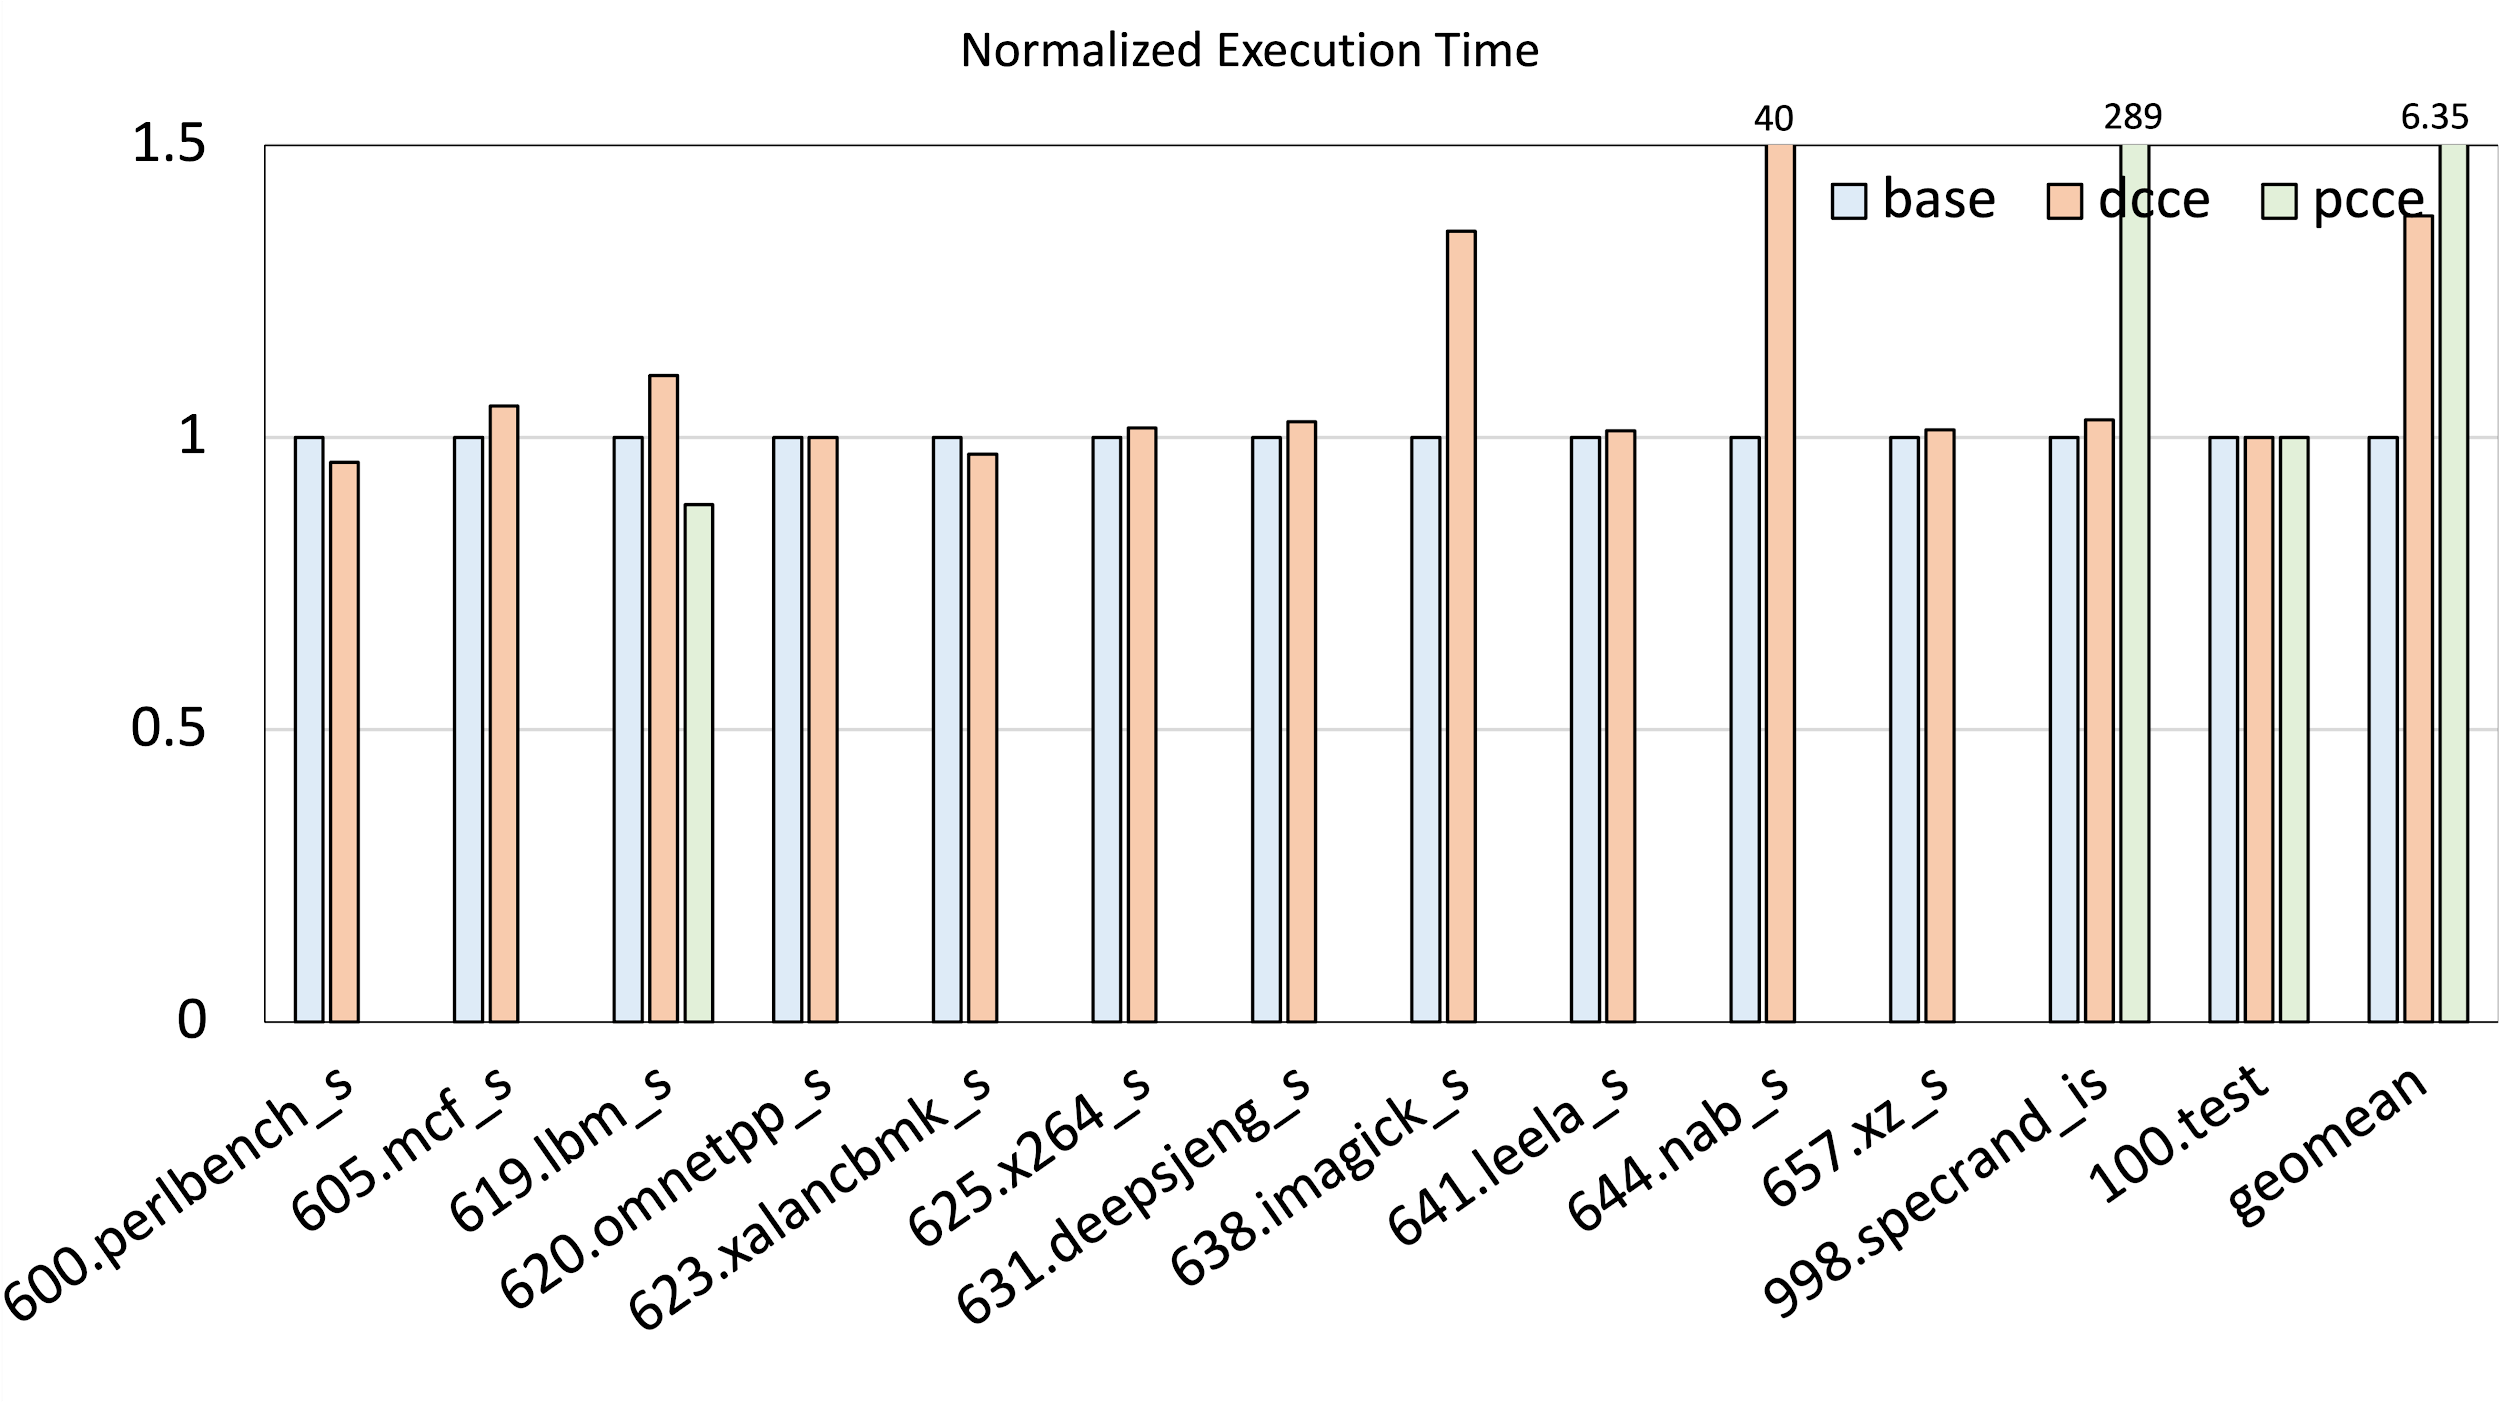 Normalized Execution Time
40
289
6.35
1.5
base
dcce
pcce
1
0.5
0
600.perlbench_s
605.mcf_s
619.lbm_s
620.omnetpp_s
623.xalancbmk_s
625.x264_s
631.deepsjeng_s
638.imagick_s
641.leela_s
644.nab_s
657.xz_s
998.specrand_is
100.test
geomean